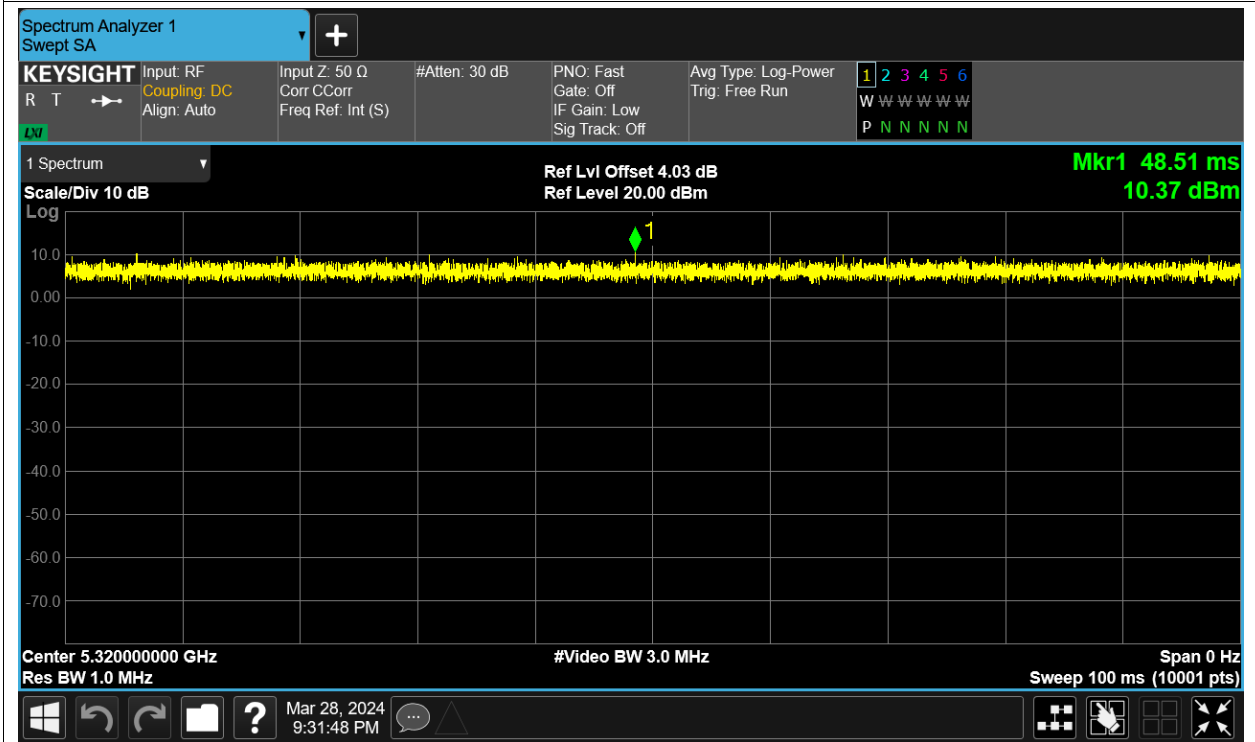 Spectrum Analyzer 1
Swept SA
+
KEYSIGHT
R T
LXI
Input: RF
Coupling: DC
Align: Auto
Input Z: 50 Ω
Corr CCorr
Freq Ref: Int (S)
#Atten: 30 dB
PNO: Fast
Gate: Off
IF Gain: Low
Sig Track: Off
Avg Type: Log-Power
Trig: Free Run
1 2 3 4 5 6
W W W W W W
P N N N N N
1 Spectrum
Scale/Div 10 dB
Ref Lvl Offset 4.03 dB
Ref Level 20.00 dBm
Mkr1 48.51 ms
10.37 dBm
Log
1
10.0
0.00
-10.0
-20.0
-30.0
-40.0
-50.0
-60.0
-70.0
Center 5.320000000 GHz
#Video BW 3.0 MHz
Span 0 Hz
Res BW 1.0 MHz
Sweep 100 ms (10001 pts)
?
Mar 28, 2024
9:31:48 PM